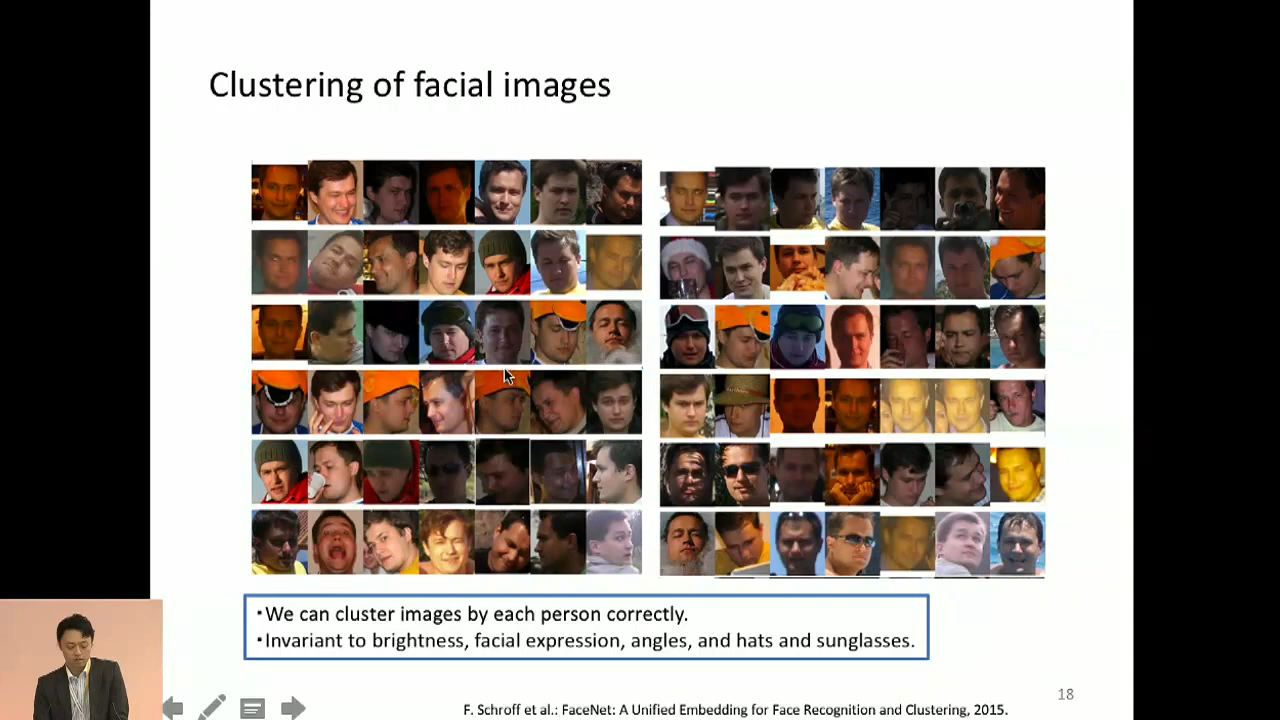 Clustering of facial images
・We can cluster images by each person correctly.
・Invariant to brightness, facial expression, angles, and hats and sunglasses.
18
F. Schroff et al.: FaceNet: A Unified Embedding for Face Recognition and Clustering, 2015.